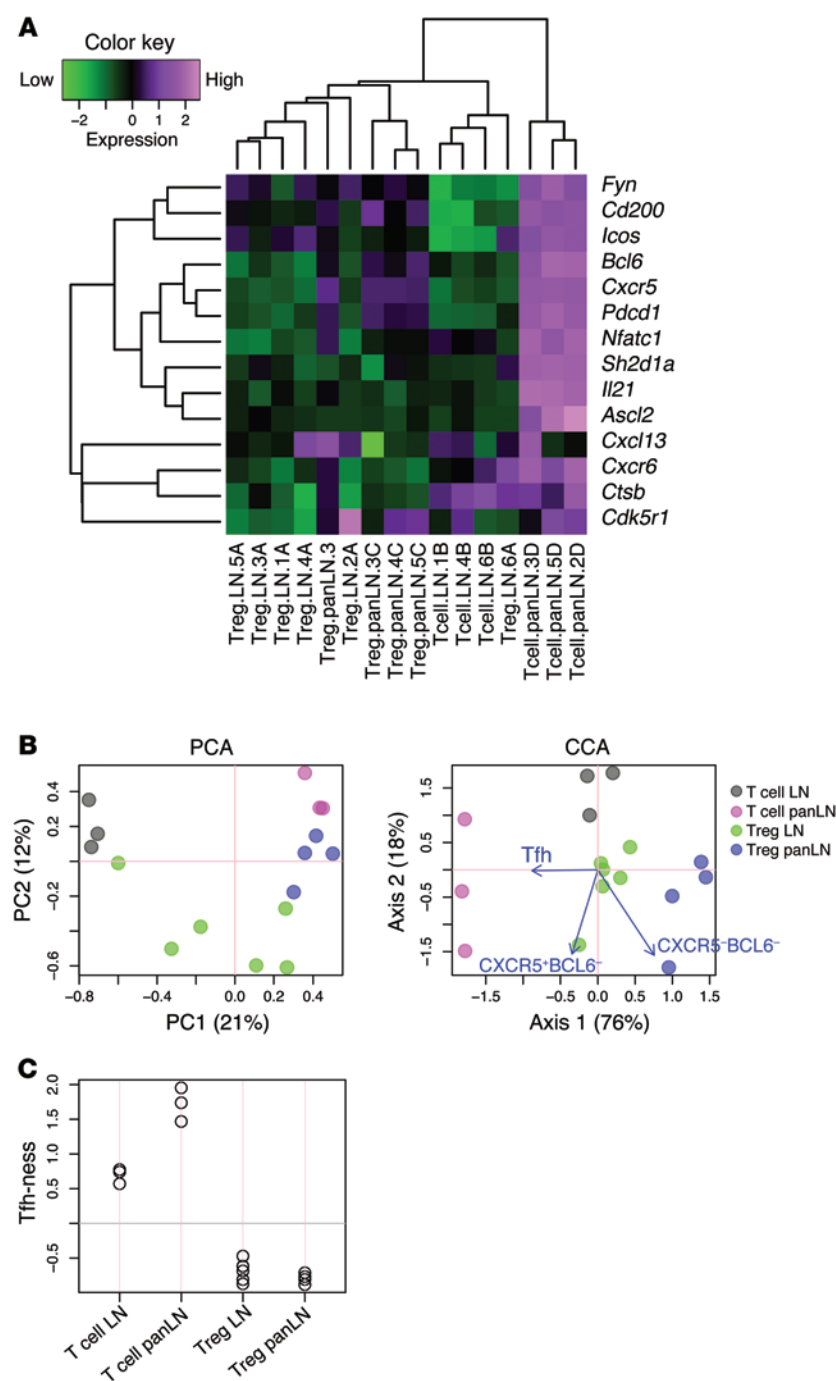 A
Color key
Low
High
−2 0 1 2
Expression
Fyn
Cd200
Icos
Bcl6
Cxcr5
Pdcd1
Nfatc1
Sh2d1a
Il21
Ascl2
Cxcl13
Cxcr6
Ctsb
Cdk5r1
Treg.LN.5A
Treg.LN.3A
Treg.LN.1A
Treg.LN.4A
Treg.panLN.3
Treg.LN.2A
Treg.panLN.3C
Treg.panLN.4C
Treg.panLN.5C
Tcell.LN.1B
Tcell.LN.4B
Tcell.LN.6B
Treg.LN.6A
Tcell.panLN.3D
Tcell.panLN.5D
Tcell.panLN.2D
B
PCA
PC2 (12%)
0.4
0.2
−0.2
−0.6
−0.8 −0.4 0.0 0.4
PC1 (21%)
CCA
Axis 2 (18%)
1.5
0.5
−0.5
−1.5
Tfh
CXCR5⁺BCL6⁻
CXCR5⁻BCL6⁻
−1.5 −0.5 0.0 0.5 1.0 1.5
Axis 1 (76%)
T cell LN
T cell panLN
Treg LN
Treg panLN
C
Tfh-ness
2.0
1.5
1.0
0.5
−0.5
T cell LN
T cell panLN
Treg LN
Treg panLN